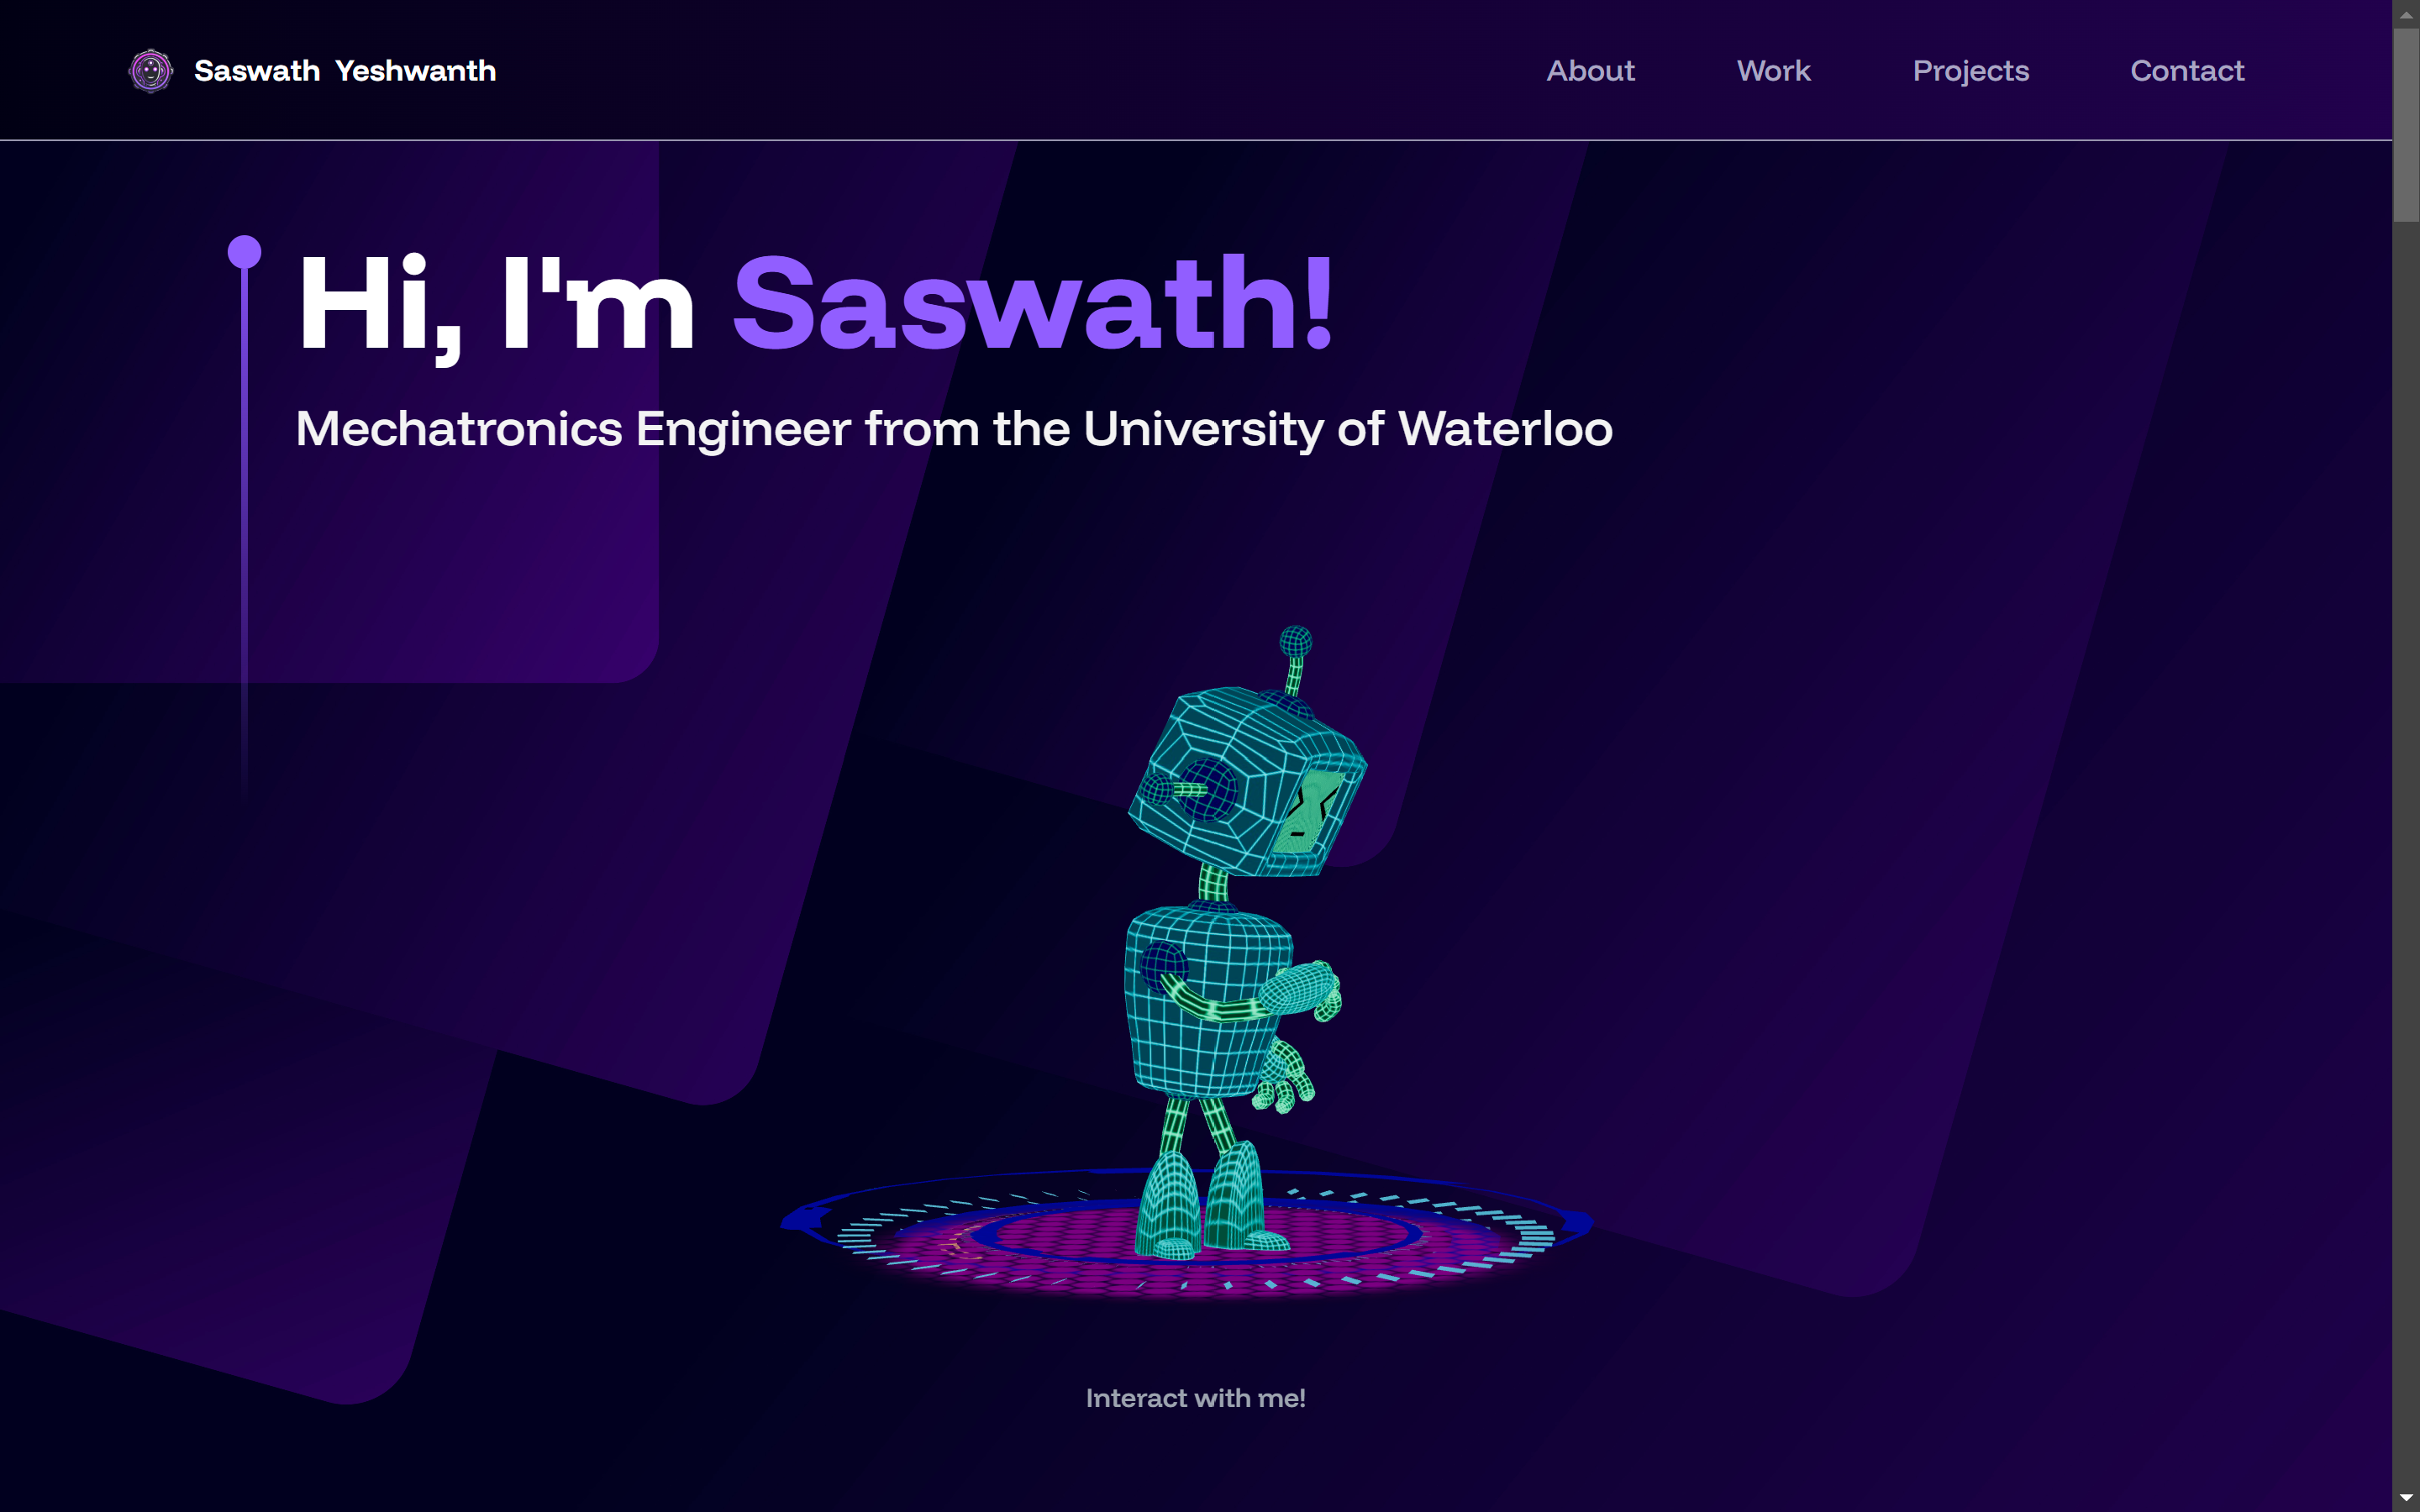 Saswath Yeshwanth
About
Work
Projects
Contact
Hi, I'm Saswath!
Mechatronics Engineer from the University of Waterloo
Interact with me!